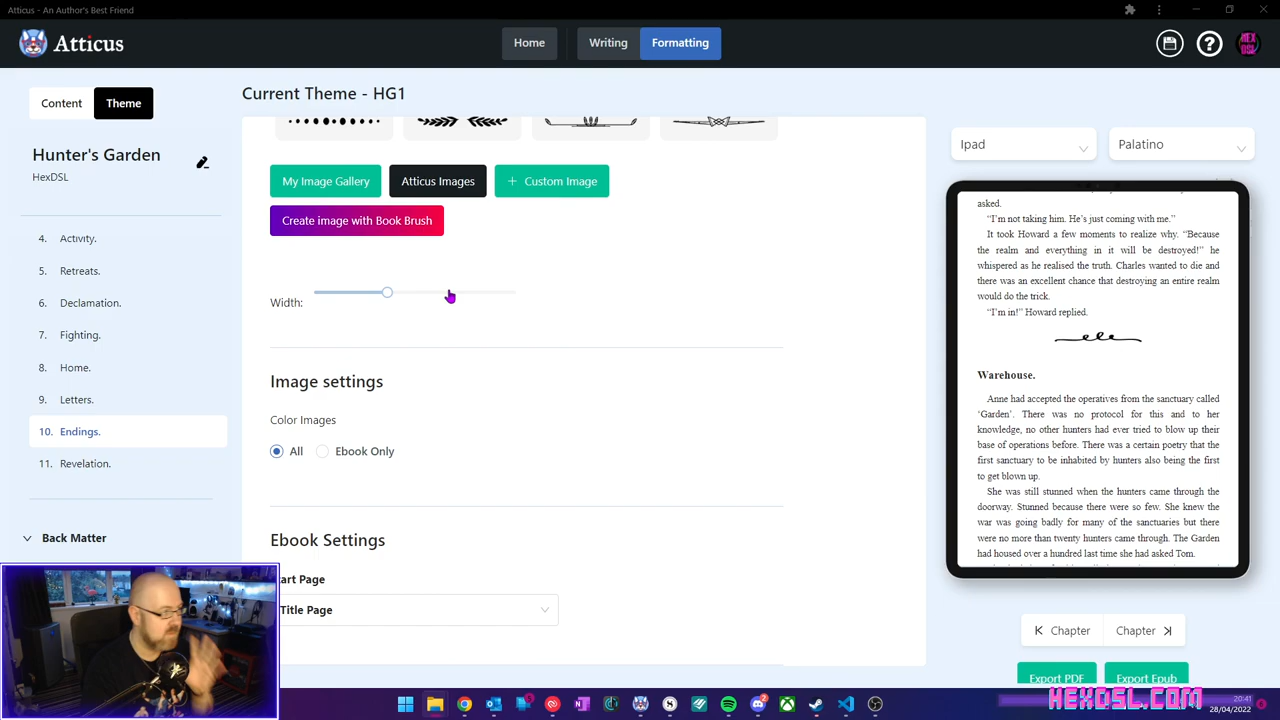 Atticus - An Author's Best Friend
Atticus
Home
Writing
Formatting
HEX
DSL
Content
Theme
Hunter's Garden
HexDSL
4. Activity.
5. Retreats.
6. Declamation.
7. Fighting.
8. Home.
9. Letters.
10. Endings.
11. Revelation.
Back Matter
Current Theme - HG1
My Image Gallery
Atticus Images
+ Custom Image
Create image with Book Brush
Width:
Image settings
Color Images
All
Ebook Only
Ebook Settings
tart Page
Title Page
Ipad
Palatino
asked.
“I’m not taking him. He’s just coming with me.”
It took Howard a few moments to realize why. “Because
the realm and everything in it will be destroyed!” he
whispered as he realised the truth. Charles wanted to die and
there was an excellent chance that destroying an entire realm
would do the trick.
“I’m in!” Howard replied.
Warehouse.
Anne had accepted the operatives from the sanctuary called
‘Garden’. There was no protocol for this and to her
knowledge, no other hunters had ever tried to blow up their
base of operations before. There was a certain poetry that the
first sanctuary to be inhabited by hunters also being the first
to get blown up.
She was still stunned when the hunters came through the
doorway. Stunned because there were so few. She knew the
war was going badly for many of the sanctuaries but there
were no more than twenty hunters came through. The Garden
had housed over a hundred last time she had asked Tom.
Chapter
Chapter
Export PDF
Export Epub
HEXDSL.COM
20:41
28/04/2022